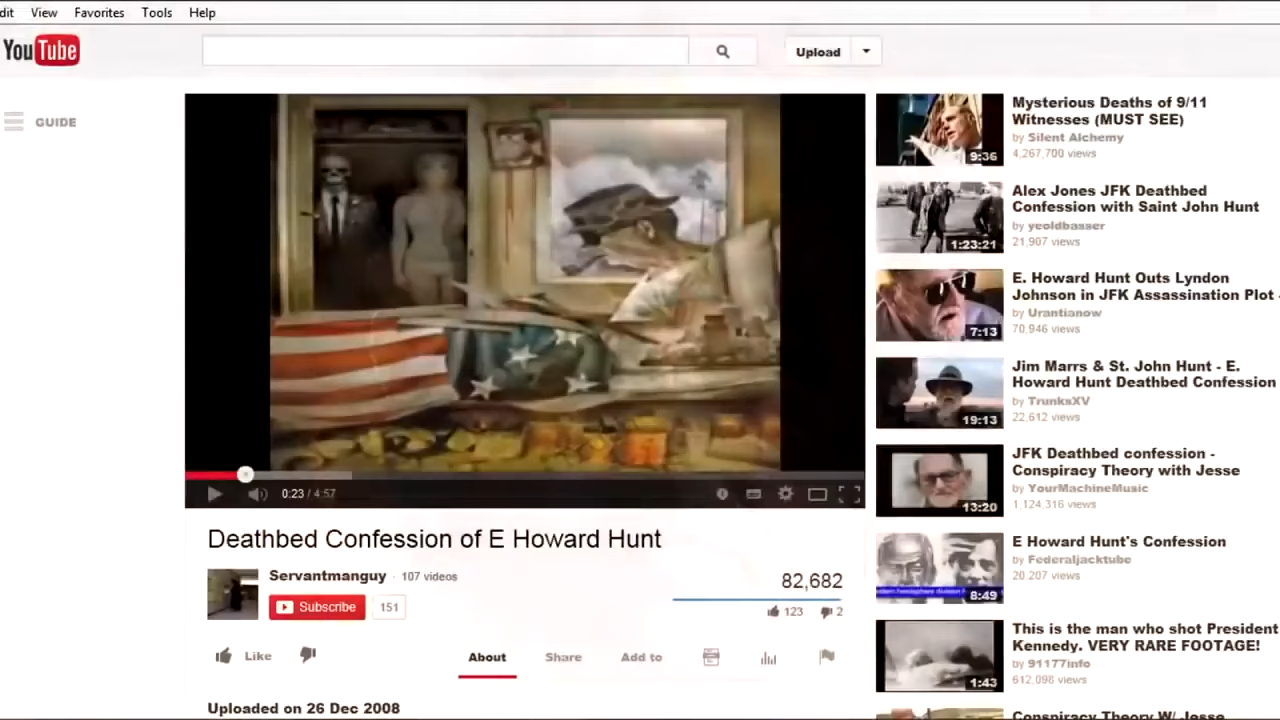 dit View Favorites Tools Help
YouTube
Upload
GUIDE
0:23 / 4:57
Deathbed Confession of E Howard Hunt
Servantmanguy · 107 videos
Subscribe 151
82,682
123 2
Like
About Share Add to
Uploaded on 26 Dec 2008
9:36
Mysterious Deaths of 9/11
Witnesses (MUST SEE)
by Silent Alchemy
4,267,700 views
1:23:21
Alex Jones JFK Deathbed
Confession with Saint John Hunt
by yeoldbasser
21,907 views
7:13
E. Howard Hunt Outs Lyndon
Johnson in JFK Assassination Plot -
by Urantianow
70,946 views
19:13
Jim Marrs & St. John Hunt - E.
Howard Hunt Deathbed Confession
by TrunksXV
22,612 views
13:20
JFK Deathbed confession -
Conspiracy Theory with Jesse
by YourMachineMusic
1,124,316 views
8:49
E Howard Hunt's Confession
by Federaljacktube
20,207 views
1:43
This is the man who shot President
Kennedy. VERY RARE FOOTAGE!
by 91177info
612,098 views
Conspiracy Theory W/ Jesse